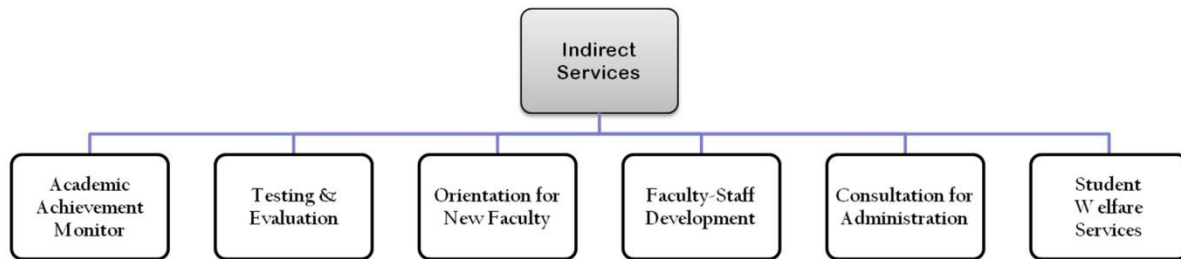 Indirect
Services
Academic
Achievement
Monitor
Testing &
Evaluation
Orientation for
New Faculty
Faculty-Staff
Development
Consultation for
Administration
Student
Welfare
Services